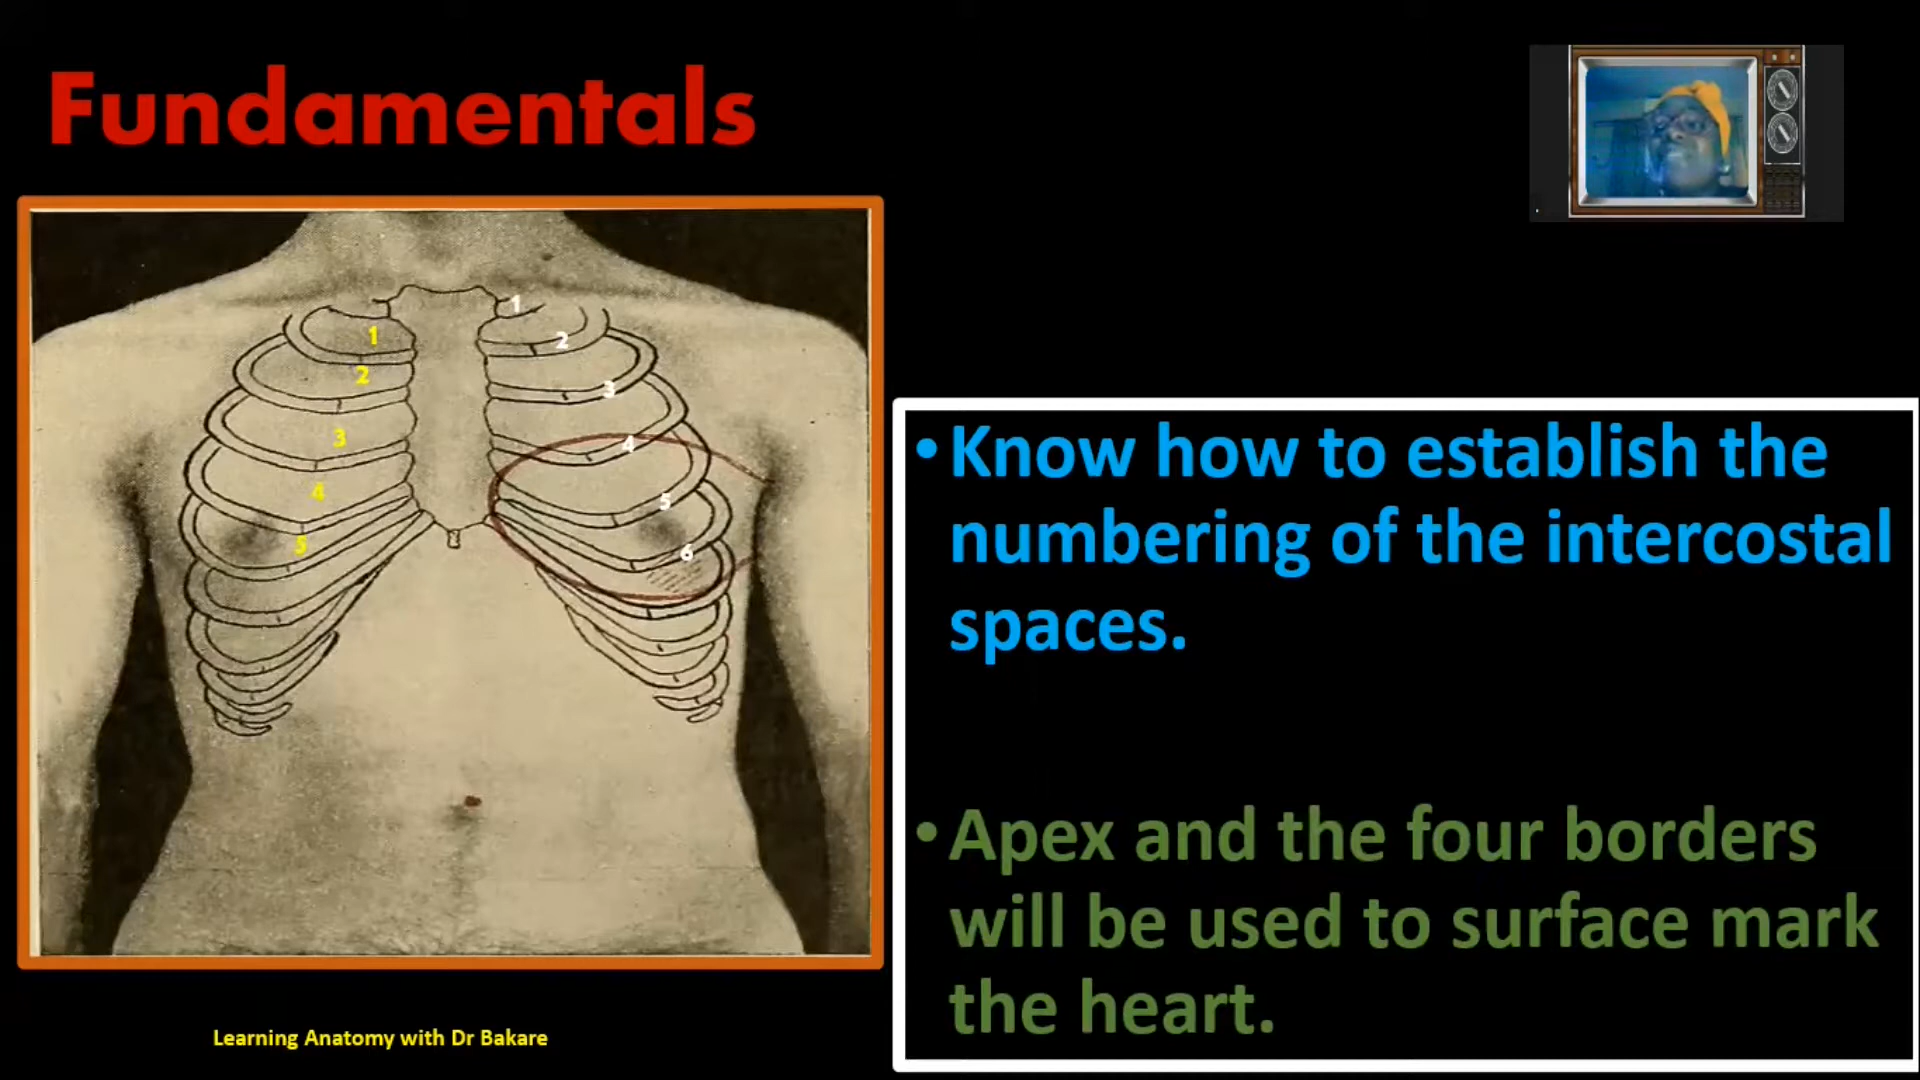 Fundamentals
1
2
3
4
5
1
2
3
4
5
6
•Know how to establish the
numbering of the intercostal
spaces.
•Apex and the four borders
will be used to surface mark
the heart.
Learning Anatomy with Dr Bakare